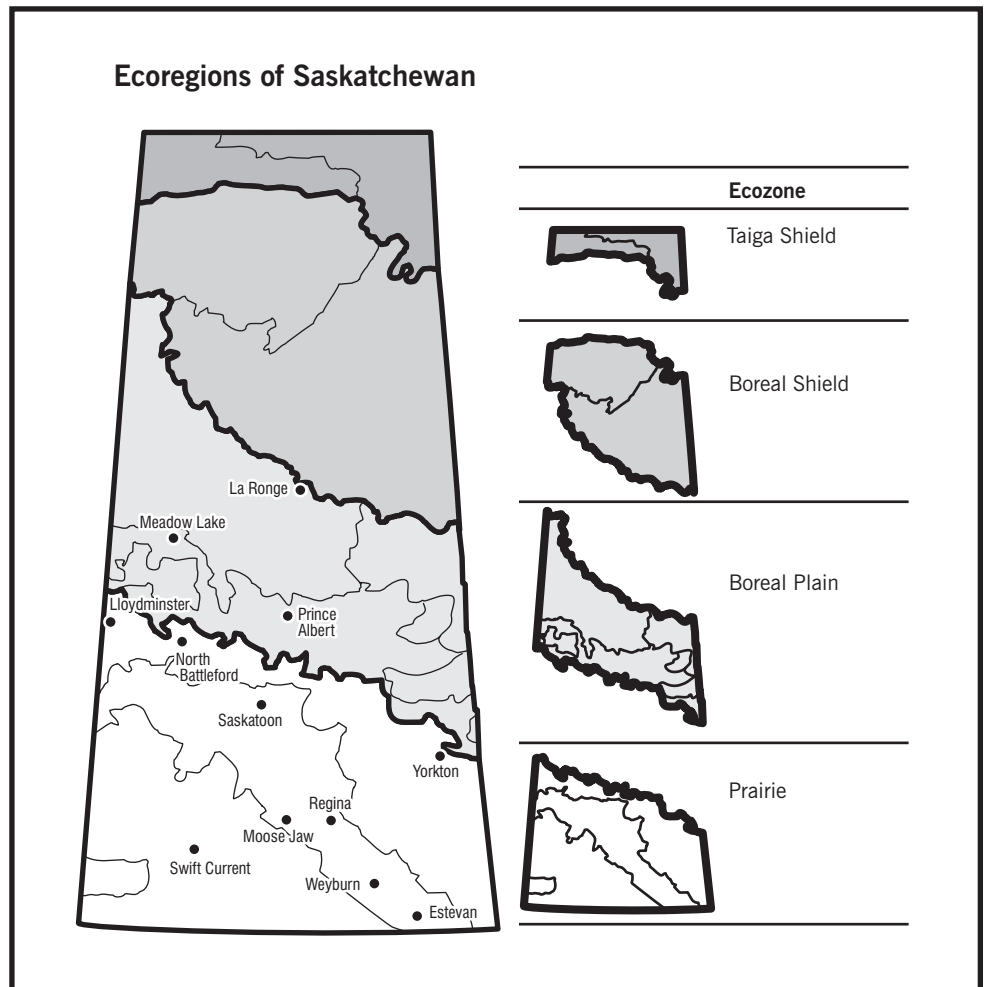 Ecoregions of Saskatchewan
Ecozone
Taiga Shield
Boreal Shield
Boreal Plain
Prairie
La Ronge
Meadow Lake
Lloydminster
Prince
Albert
North
Battleford
Saskatoon
Yorkton
Regina
Moose Jaw
Swift Current
Weyburn
Estevan